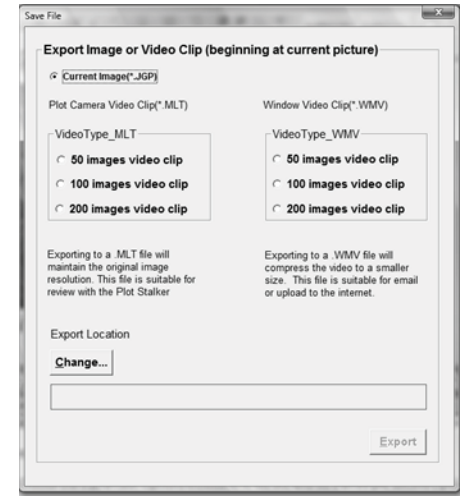 Save File
Export Image or Video Clip (beginning at current picture)
Current Image(*.JGP)
Plot Camera Video Clip(*.MLT)
Window Video Clip(*.WMV)
VideoType_MLT
VideoType_WMV
50 images video clip
50 images video clip
100 images video clip
100 images video clip
200 images video clip
200 images video clip
Exporting to a .MLT file will
maintain the original image
resolution. This file is suitable for
review with the Plot Stalker
Exporting to a .WMV file will
compress the video to a smaller
size. This file is suitable for email
or upload to the internet.
Export Location
Change...
Export